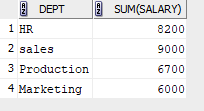 DEPT SUM(SALARY)
1 HR 8200
2 sales 9000
3 Production 6700
4 Marketing 6000